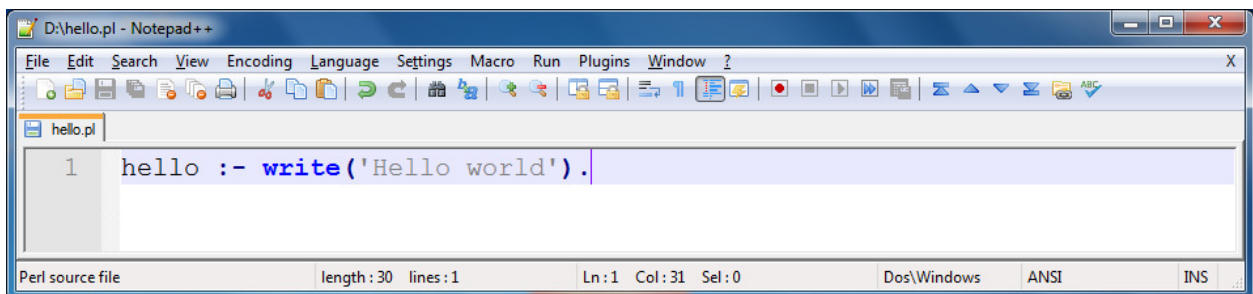 D:\hello.pl - Notepad++
File Edit Search View Encoding Language Settings Macro Run Plugins Window ? X
ABC
hello.pl
1 hello :- write('Hello world').
Perl source file length : 30 lines : 1 Ln : 1 Col : 31 Sel : 0 Dos\Windows ANSI INS